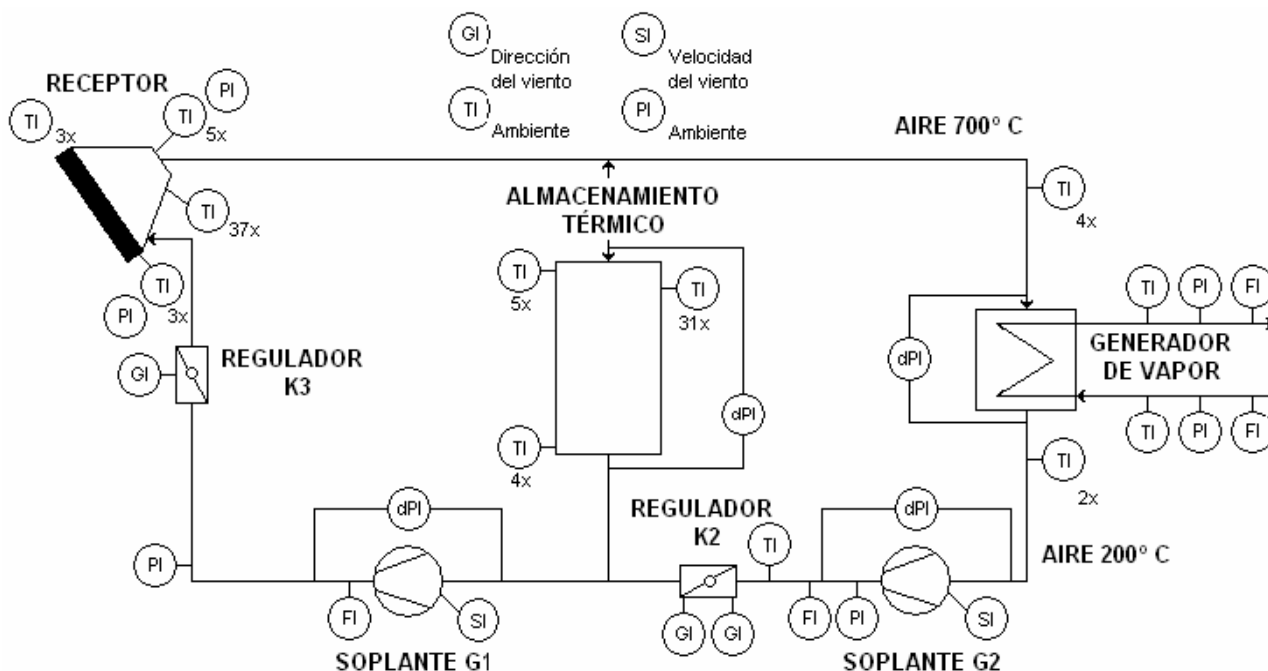 GI
Dirección
del viento
SI
Velocidad
del viento
TI
Ambiente
PI
Ambiente
RECEPTOR
TI
3x
TI
5x
PI
AIRE 700° C
TI
37x
ALMACENAMIENTO
TÉRMICO
TI
4x
TI
3x
PI
TI
5x
TI
31x
TI
PI
FI
GI
REGULADOR
K3
dPI
dPI
GENERADOR
DE VAPOR
TI
PI
FI
TI
4x
TI
2x
REGULADOR
K2
dPI
TI
dPI
AIRE 200° C
PI
FI
SI
GI
GI
FI
PI
SI
SOPLANTE G1
SOPLANTE G2